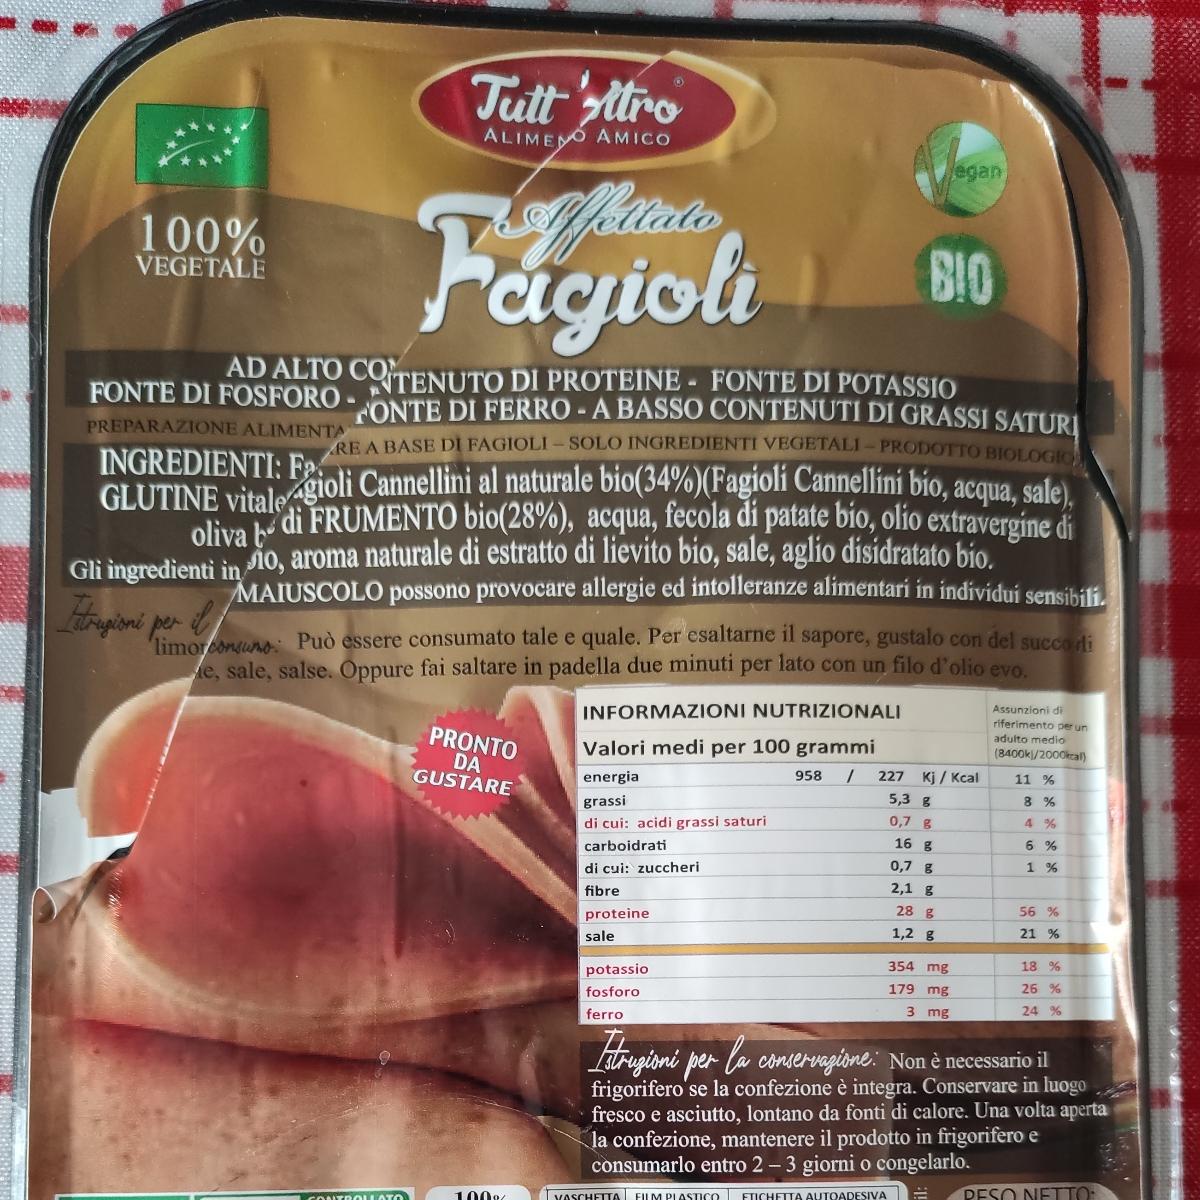 Tutt'Altro®
ALIMENTO AMICO
Vegan
100%
VEGETALE
BIO
Affettato
Fagiolì
AD ALTO CONTENUTO DI PROTEINE - FONTE DI POTASSIO
FONTE DI FOSFORO - FONTE DI FERRO - A BASSO CONTENUTI DI GRASSI SATURI
PREPARAZIONE ALIMENTARE A BASE DI FAGIOLI – SOLO INGREDIENTI VEGETALI – PRODOTTO BIOLOGICO
INGREDIENTI: Fagioli Cannellini al naturale bio(34%)(Fagioli Cannellini bio, acqua, sale),
GLUTINE vitale di FRUMENTO bio(28%), acqua, fecola di patate bio, olio extravergine di
oliva bio, aroma naturale di estratto di lievito bio, sale, aglio disidratato bio.
Gli ingredienti in MAIUSCOLO possono provocare allergie ed intolleranze alimentari in individui sensibili.
Istruzioni per il consumo: Può essere consumato tale e quale. Per esaltarne il sapore, gustalo con del succo di
limone, sale, salse. Oppure fai saltare in padella due minuti per lato con un filo d'olio evo.
PRONTO
DA
GUSTARE
INFORMAZIONI NUTRIZIONALI
Valori medi per 100 grammi
Assunzioni di
riferimento per un
adulto medio
(8400kj/2000kcal)
energia 958 / 227 Kj / Kcal 11 %
grassi 5,3 g 8 %
di cui: acidi grassi saturi 0,7 g 4 %
carboidrati 16 g 6 %
di cui: zuccheri 0,7 g 1 %
fibre 2,1 g
proteine 28 g 56 %
sale 1,2 g 21 %
potassio 354 mg 18 %
fosforo 179 mg 26 %
ferro 3 mg 24 %
Istruzioni per la conservazione: Non è necessario il
frigorifero se la confezione è integra. Conservare in luogo
fresco e asciutto, lontano da fonti di calore. Una volta aperta
la confezione, mantenere il prodotto in frigorifero e
consumarlo entro 2 – 3 giorni o congelarlo.
CONTROLLATO 100% VASCHETTA FILM PLASTICO ETICHETTA AUTOADESIVA PESO NETTO: